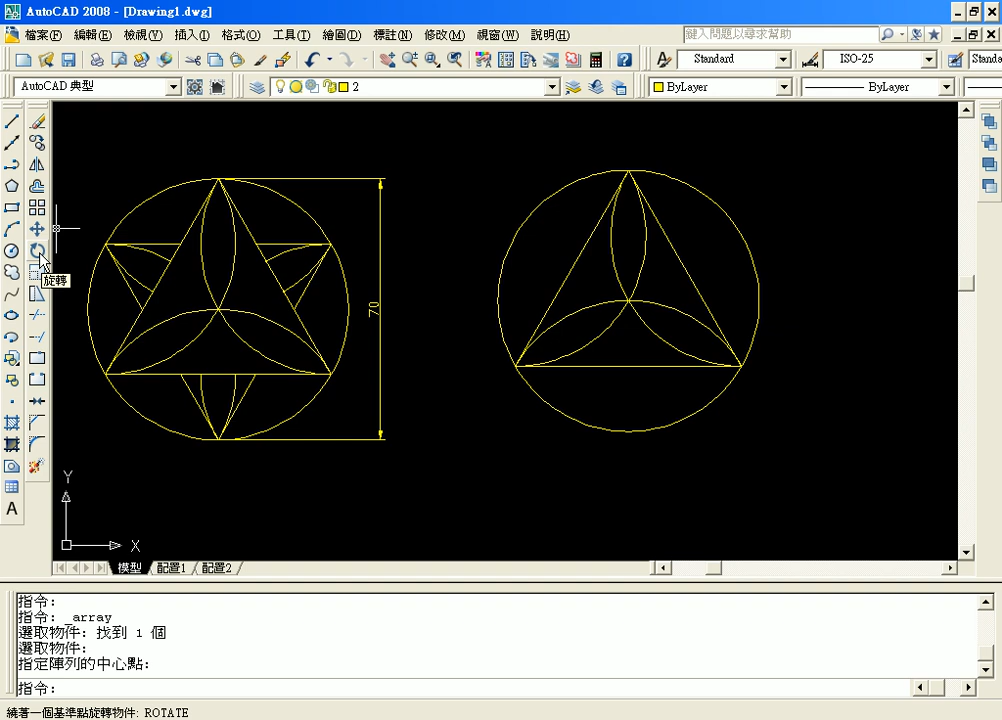 AutoCAD 2008 - [Drawing1.dwg]
檔案(F) 編輯(E) 檢視(V) 插入(I) 格式(O) 工具(T) 繪圖(D) 標註(N) 修改(M) 視窗(W) 說明(H) 鍵入問題以尋求幫助
Standard ISO-25 Standa
AutoCAD 典型 2 ByLayer ByLayer
旋轉
70
Y
X
A
模型 配置1 配置2
指令:
指令: _array
選取物件: 找到 1 個
選取物件:
指定陣列的中心點:
指令:
繞著一個基準點旋轉物件: ROTATE